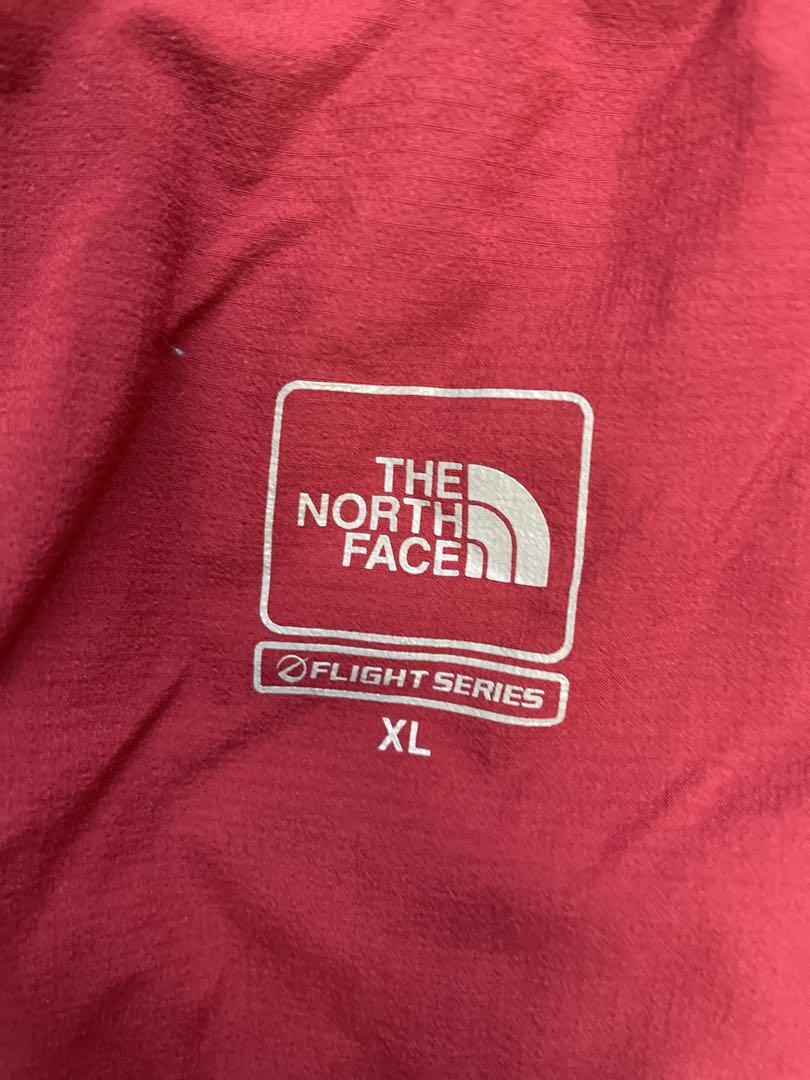 THE
NORTH
FACE
FLIGHT SERIES
XL